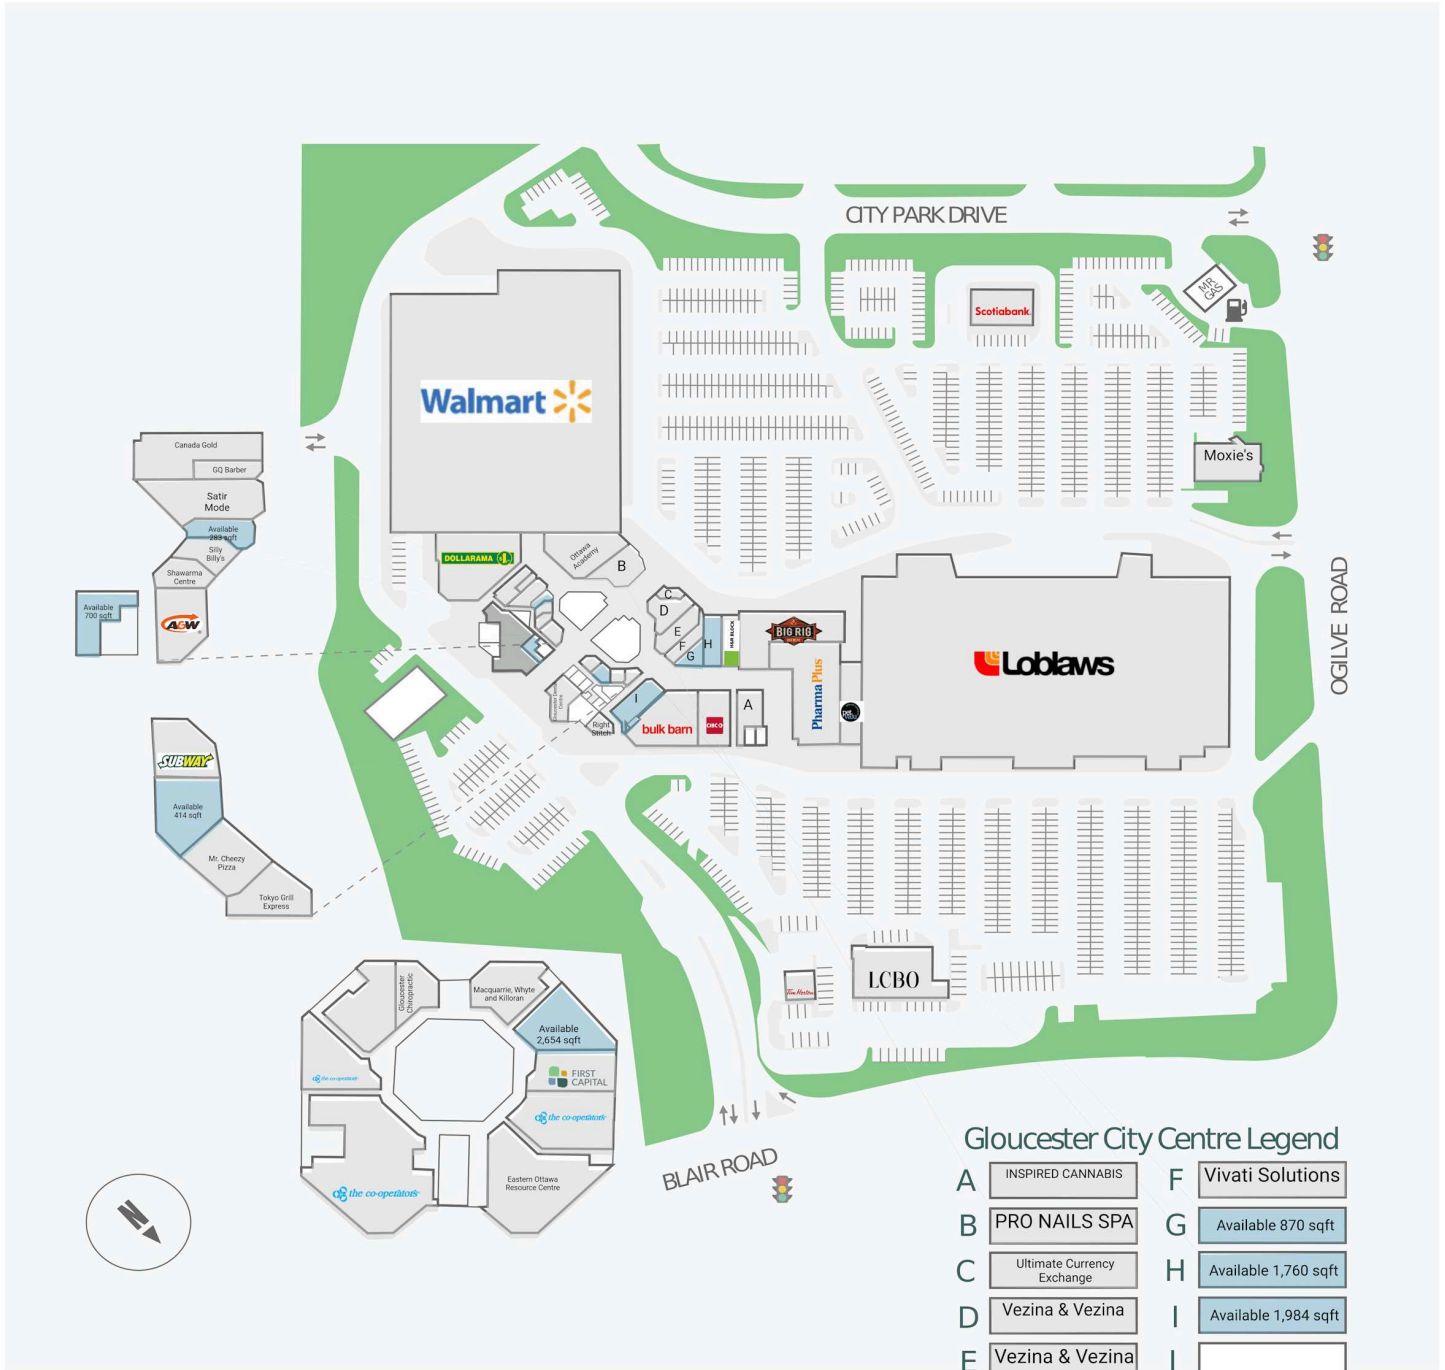 CITY PARK DRIVE
MR
GAS
Scotiabank
Walmart
Moxie's
Canada Gold
GQ Barber
Satir
Mode
Available
283 sqft
Silly
Billy's
Shawarma
Centre
A&W
Available
700 sqft
DOLLARAMA
Ottawa
Academy
B
C
D
E
F
G
H
H&R BLOCK
BIG RIG
Loblaws
OGILVE ROAD
PharmaPlus
pet
I
A
bulk barn
CIBC
Right
Stitch
SUBWAY
Available
414 sqft
Mr. Cheezy
Pizza
Tokyo Grill
Express
Tim Hortons
LCBO
Gloucester
Chiropractic
Macquarrie, Whyte
and Killoran
Available
2,654 sqft
FIRST
CAPITAL
the co-operators
the co-operators
the co-operators
Eastern Ottawa
Resource Centre
BLAIR ROAD
N
Gloucester City Centre Legend
A INSPIRED CANNABIS
B PRO NAILS SPA
C Ultimate Currency
Exchange
D Vezina & Vezina
E Vezina & Vezina
F Vivati Solutions
G Available 870 sqft
H Available 1,760 sqft
I Available 1,984 sqft